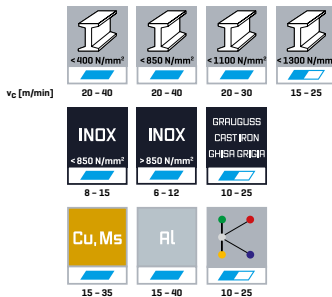 <400 N/mm² <850 N/mm² <1100 N/mm² <1300 N/mm²
vc [m/min] 20 – 40 20 – 40 20 – 30 15 – 25
INOX INOX GRAUGUSS
CAST IRON
GHISA GRIGIA
<850 N/mm² >850 N/mm²
8 – 15 6 – 12 10 – 25
Cu, Ms Al
15 – 35 15 – 40 10 – 25